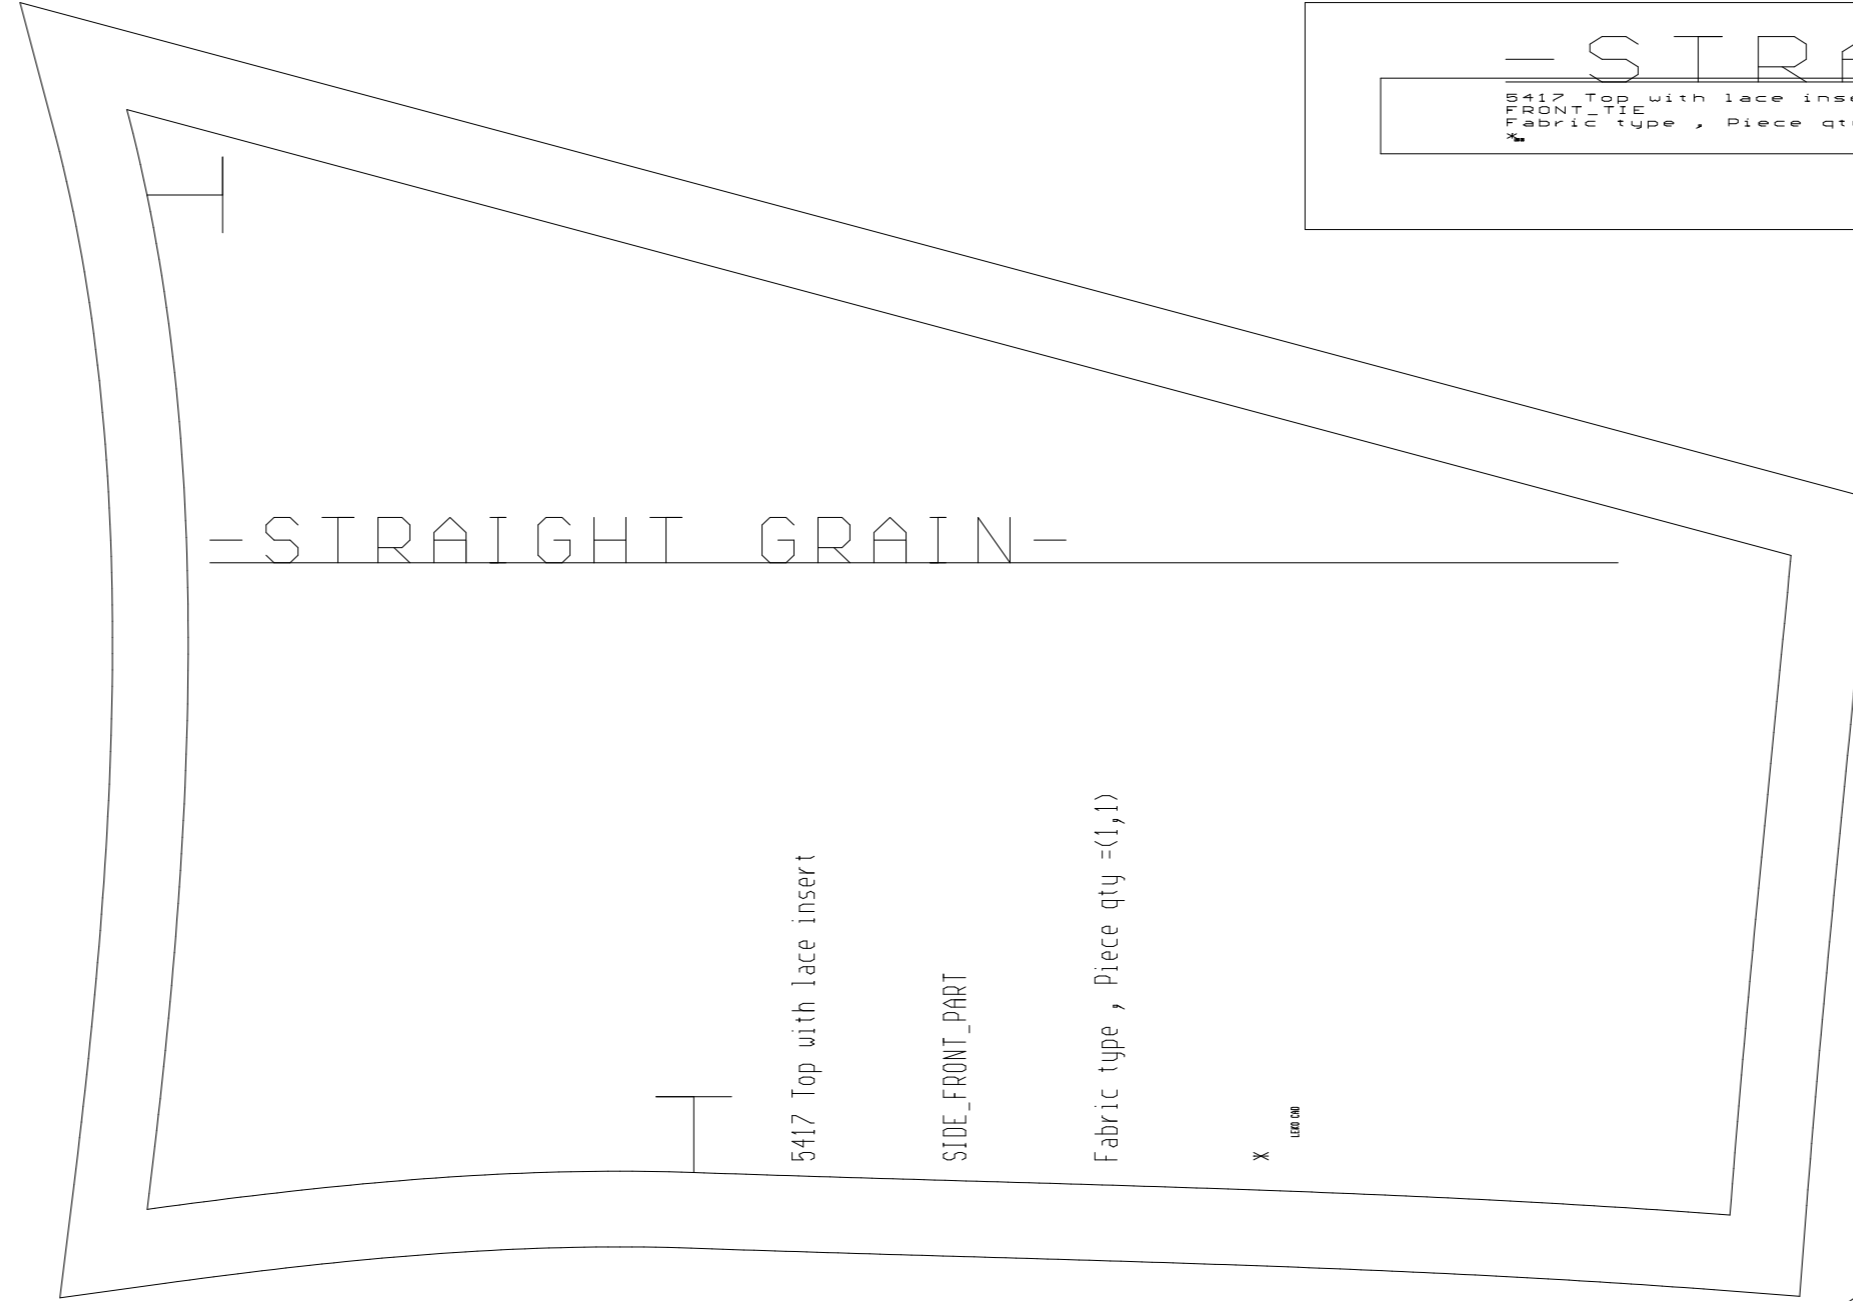 -STRA
5417 Top with lace inse
FRONT_TIE
Fabric type , Piece qt
*
-STRAIGHT GRAIN-
5417 Top with lace insert
SIDE_FRONT_PART
Fabric type , Piece qty =(1,1)
*